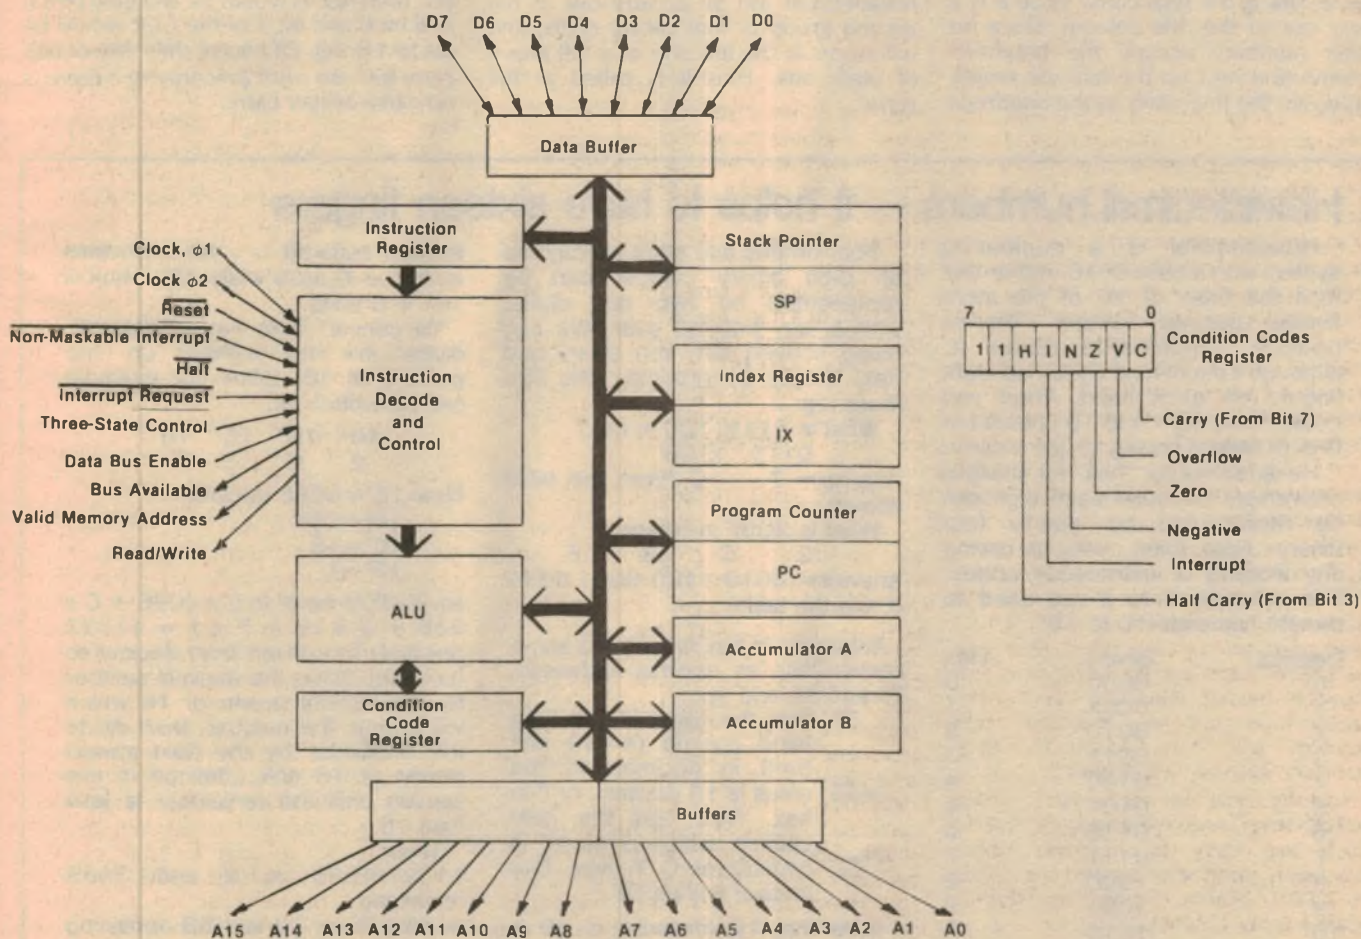 D7 D6 D5 D4 D3 D2 D1 D0
Data Buffer
Instruction
Register
Clock, φ1
Clock φ2
Reset
Non-Maskable Interrupt
Halt
Interrupt Request
Three-State Control
Data Bus Enable
Bus Available
Valid Memory Address
Read/Write
Instruction
Decode
and
Control
ALU
Condition
Code
Register
Stack Pointer
SP
Index Register
IX
Program Counter
PC
Accumulator A
Accumulator B
7 0
1 1 H I N Z V C
Condition Codes
Register
Carry (From Bit 7)
Overflow
Zero
Negative
Interrupt
Half Carry (From Bit 3)
Buffers
A15 A14 A13 A12 A11 A10 A9 A8 A7 A6 A5 A4 A3 A2 A1 A0